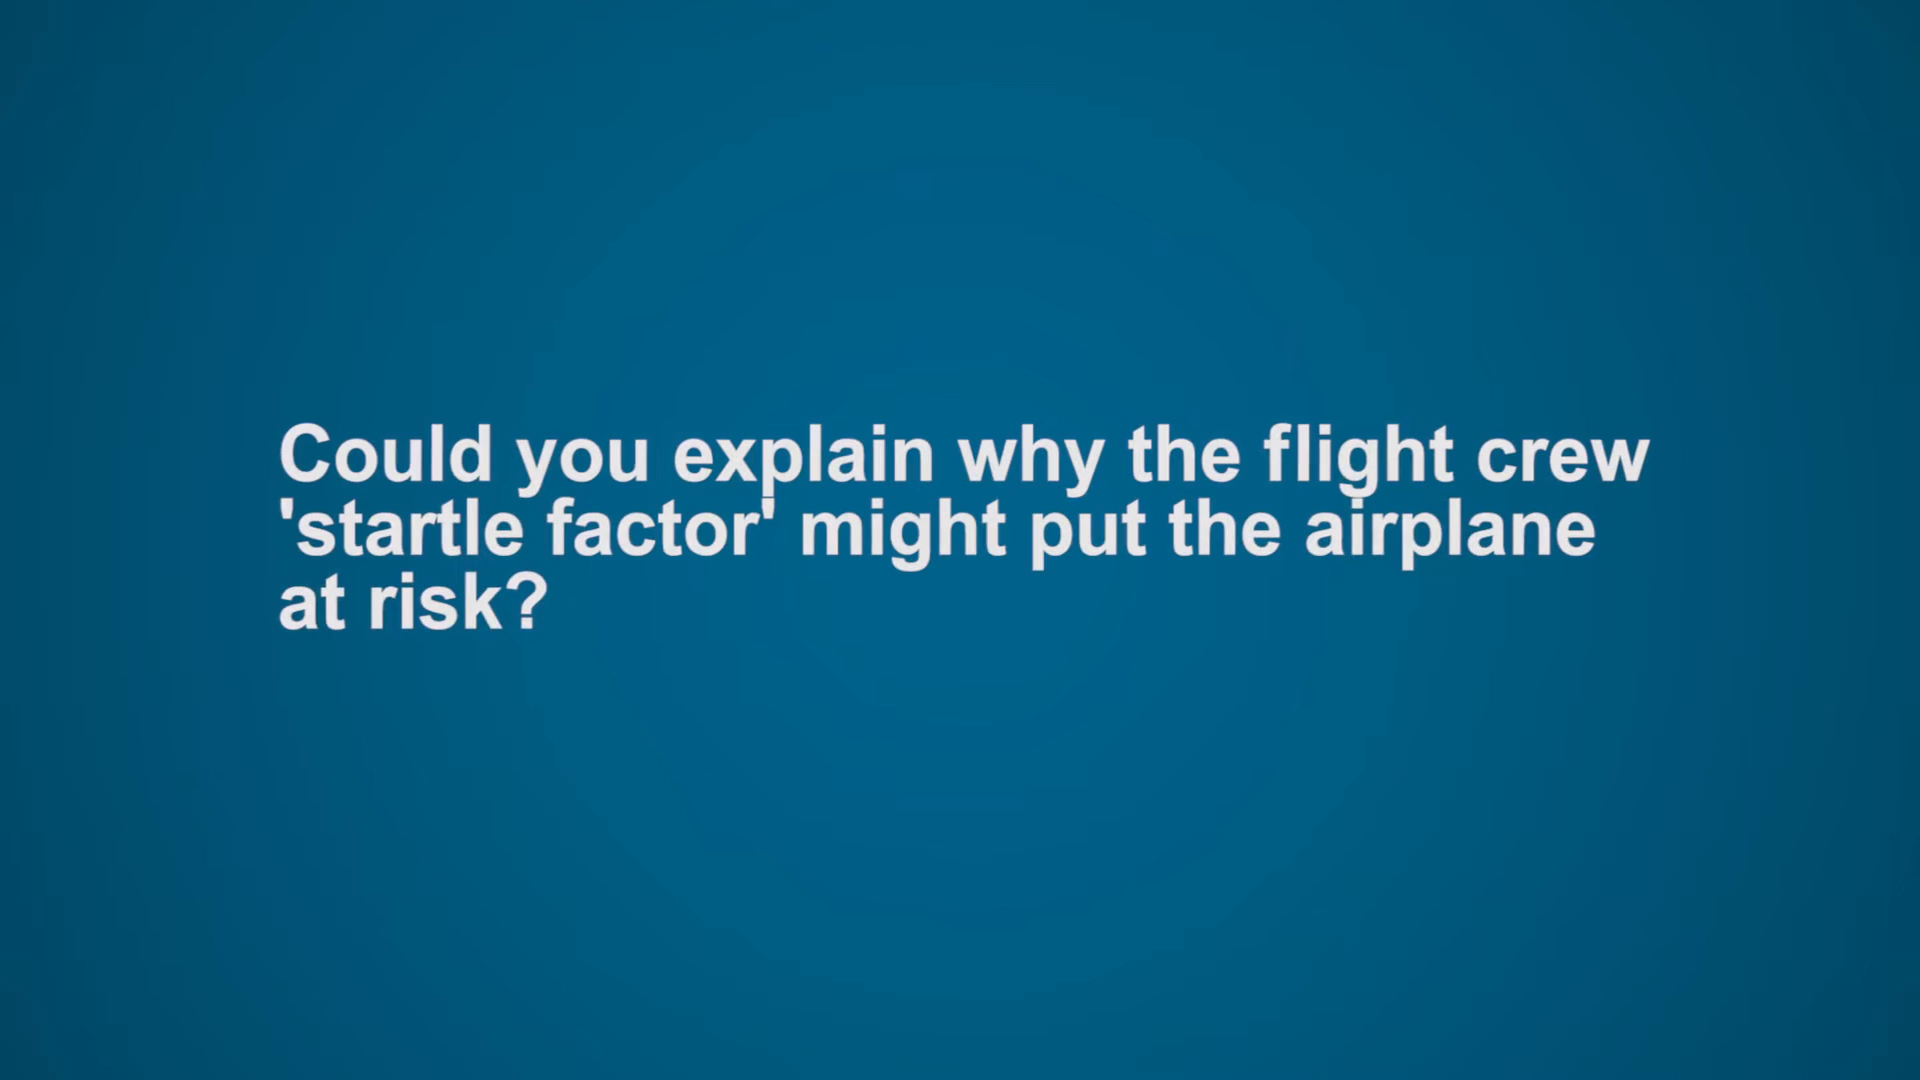 Could you explain why the flight crew
'startle factor' might put the airplane
at risk?